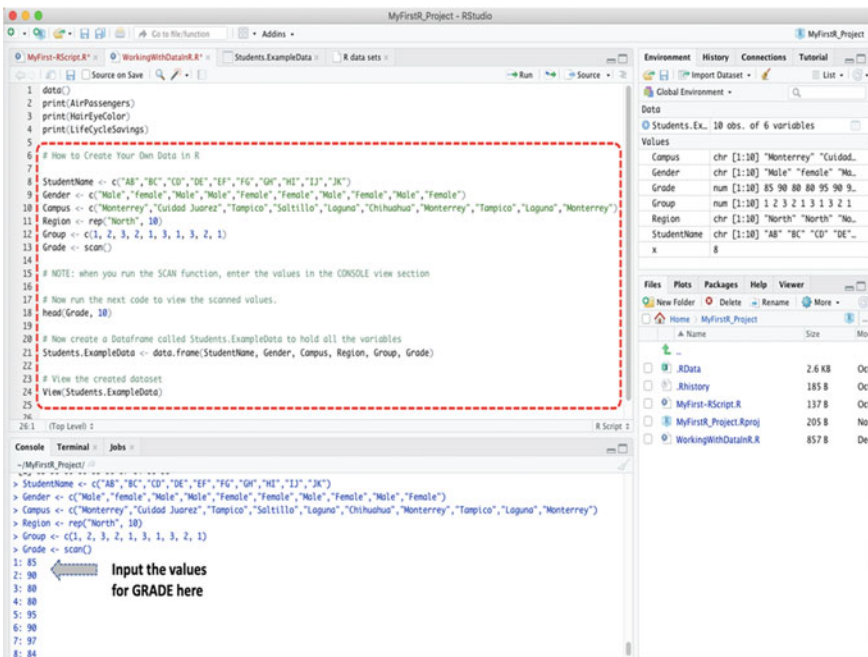 MyFirstR_Project - RStudio
Go to file/function
Addins
MyFirstR_Project
MyFirst-RScript.R*
WorkingWithDataInR.R*
Students.ExampleData
R data sets
Source on Save
Run
Source
1 data()
2 print(AirPassengers)
3 print(HairEyeColor)
4 print(LifeCycleSavings)
5
6 # How to Create Your Own Data in R
7
8 StudentName <- c("AB","BC","CD","DE","EF","FG","GH","HI","IJ","JK")
9 Gender <- c("Male","female","Male","Male","Female","Female","Male","Female","Male","Female")
10 Campus <- c("Monterrey","Cuidad Juarez","Tampico","Saltillo","Laguna","Chihuahua","Monterrey","Tampico","Laguna","Monterrey")
11 Region <- rep("North", 10)
12 Group <- c(1, 2, 3, 2, 1, 3, 1, 3, 2, 1)
13 Grade <- scan()
14
15 # NOTE: when you run the SCAN function, enter the values in the CONSOLE view section
16
17 # Now run the next code to view the scanned values.
18 head(Grade, 10)
19
20 # Now create a Dataframe called Students.ExampleData to hold all the variables
21 Students.ExampleData <- data.frame(StudentName, Gender, Campus, Region, Group, Grade)
22
23 # View the created dataset
24 View(Students.ExampleData)
25
26
26:1 (Top Level)
R Script
Console Terminal Jobs
~/MyFirstR_Project/
> StudentName <- c("AB","BC","CD","DE","EF","FG","GH","HI","IJ","JK")
> Gender <- c("Male","female","Male","Male","Female","Female","Male","Female","Male","Female")
> Campus <- c("Monterrey","Cuidad Juarez","Tampico","Saltillo","Laguna","Chihuahua","Monterrey","Tampico","Laguna","Monterrey")
> Region <- rep("North", 10)
> Group <- c(1, 2, 3, 2, 1, 3, 1, 3, 2, 1)
> Grade <- scan()
1: 85
2: 90
3: 80
4: 80
5: 95
6: 90
7: 97
8: 84
Input the values
for GRADE here
Environment History Connections Tutorial
Import Dataset
List
Global Environment
Data
Students.Ex… 10 obs. of 6 variables
Values
Campus chr [1:10] "Monterrey" "Cuidad…
Gender chr [1:10] "Male" "female" "Ma…
Grade num [1:10] 85 90 80 80 95 90 9…
Group num [1:10] 1 2 3 2 1 3 1 3 2 1
Region chr [1:10] "North" "North" "No…
StudentName chr [1:10] "AB" "BC" "CD" "DE"…
x 8
Files Plots Packages Help Viewer
New Folder Delete Rename More
Home MyFirstR_Project
Name Size Mo
..
.RData 2.6 KB Oc
.Rhistory 185 B Oc
MyFirst-RScript.R 137 B Oc
MyFirstR_Project.Rproj 205 B No
WorkingWithDataInR.R 857 B De